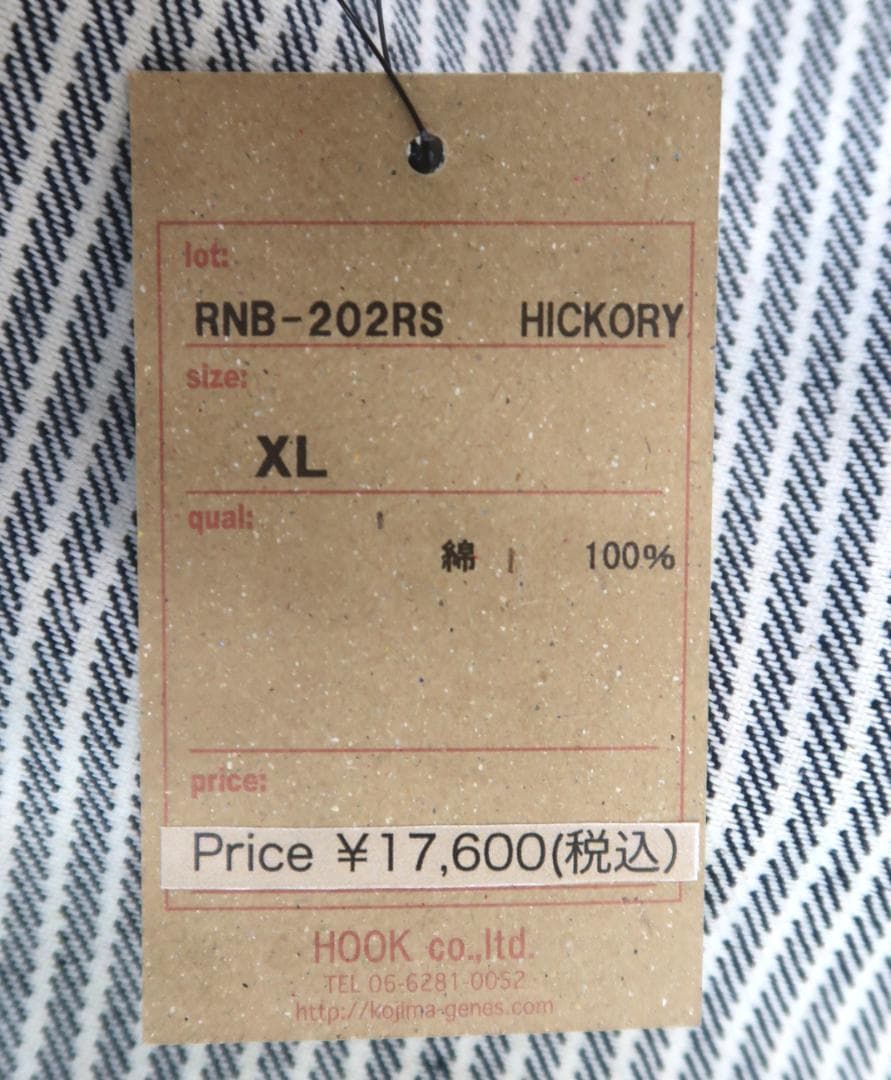 lot:
RNB-202RS HICKORY
size:
XL
qual:
綿 100%
price:
Price ¥17,600(税込)
HOOK co.,ltd.
TEL 06-6281-0052
http://kojima-genes.com